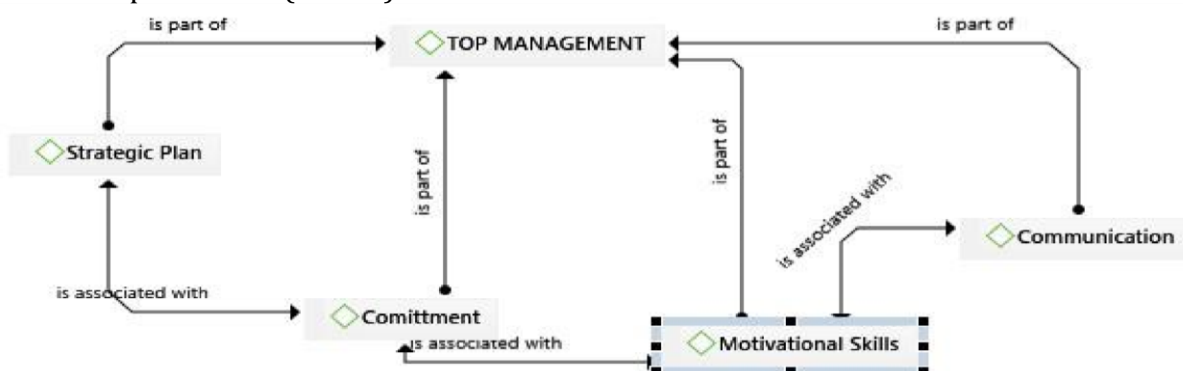 is part of
is part of
TOP MANAGEMENT
Strategic Plan
is part of
is part of
is associated with
Communication
is associated with
Comittment
is associated with
Motivational Skills